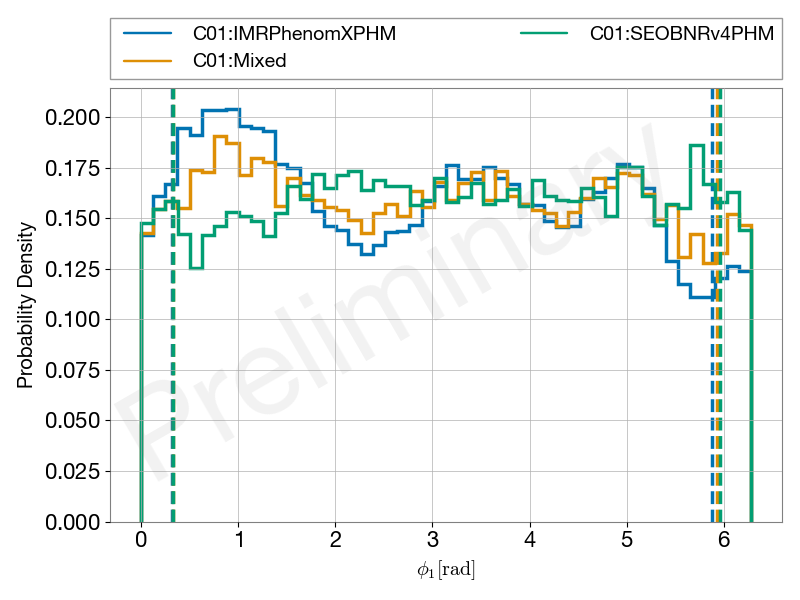 C01:IMRPhenomXPHM
C01:Mixed
C01:SEOBNRv4PHM
Probability Density
0.200
0.175
0.150
0.125
0.100
0.075
0.050
0.025
0.000
Preliminary
0 1 2 3 4 5 6
ϕ₁[rad]